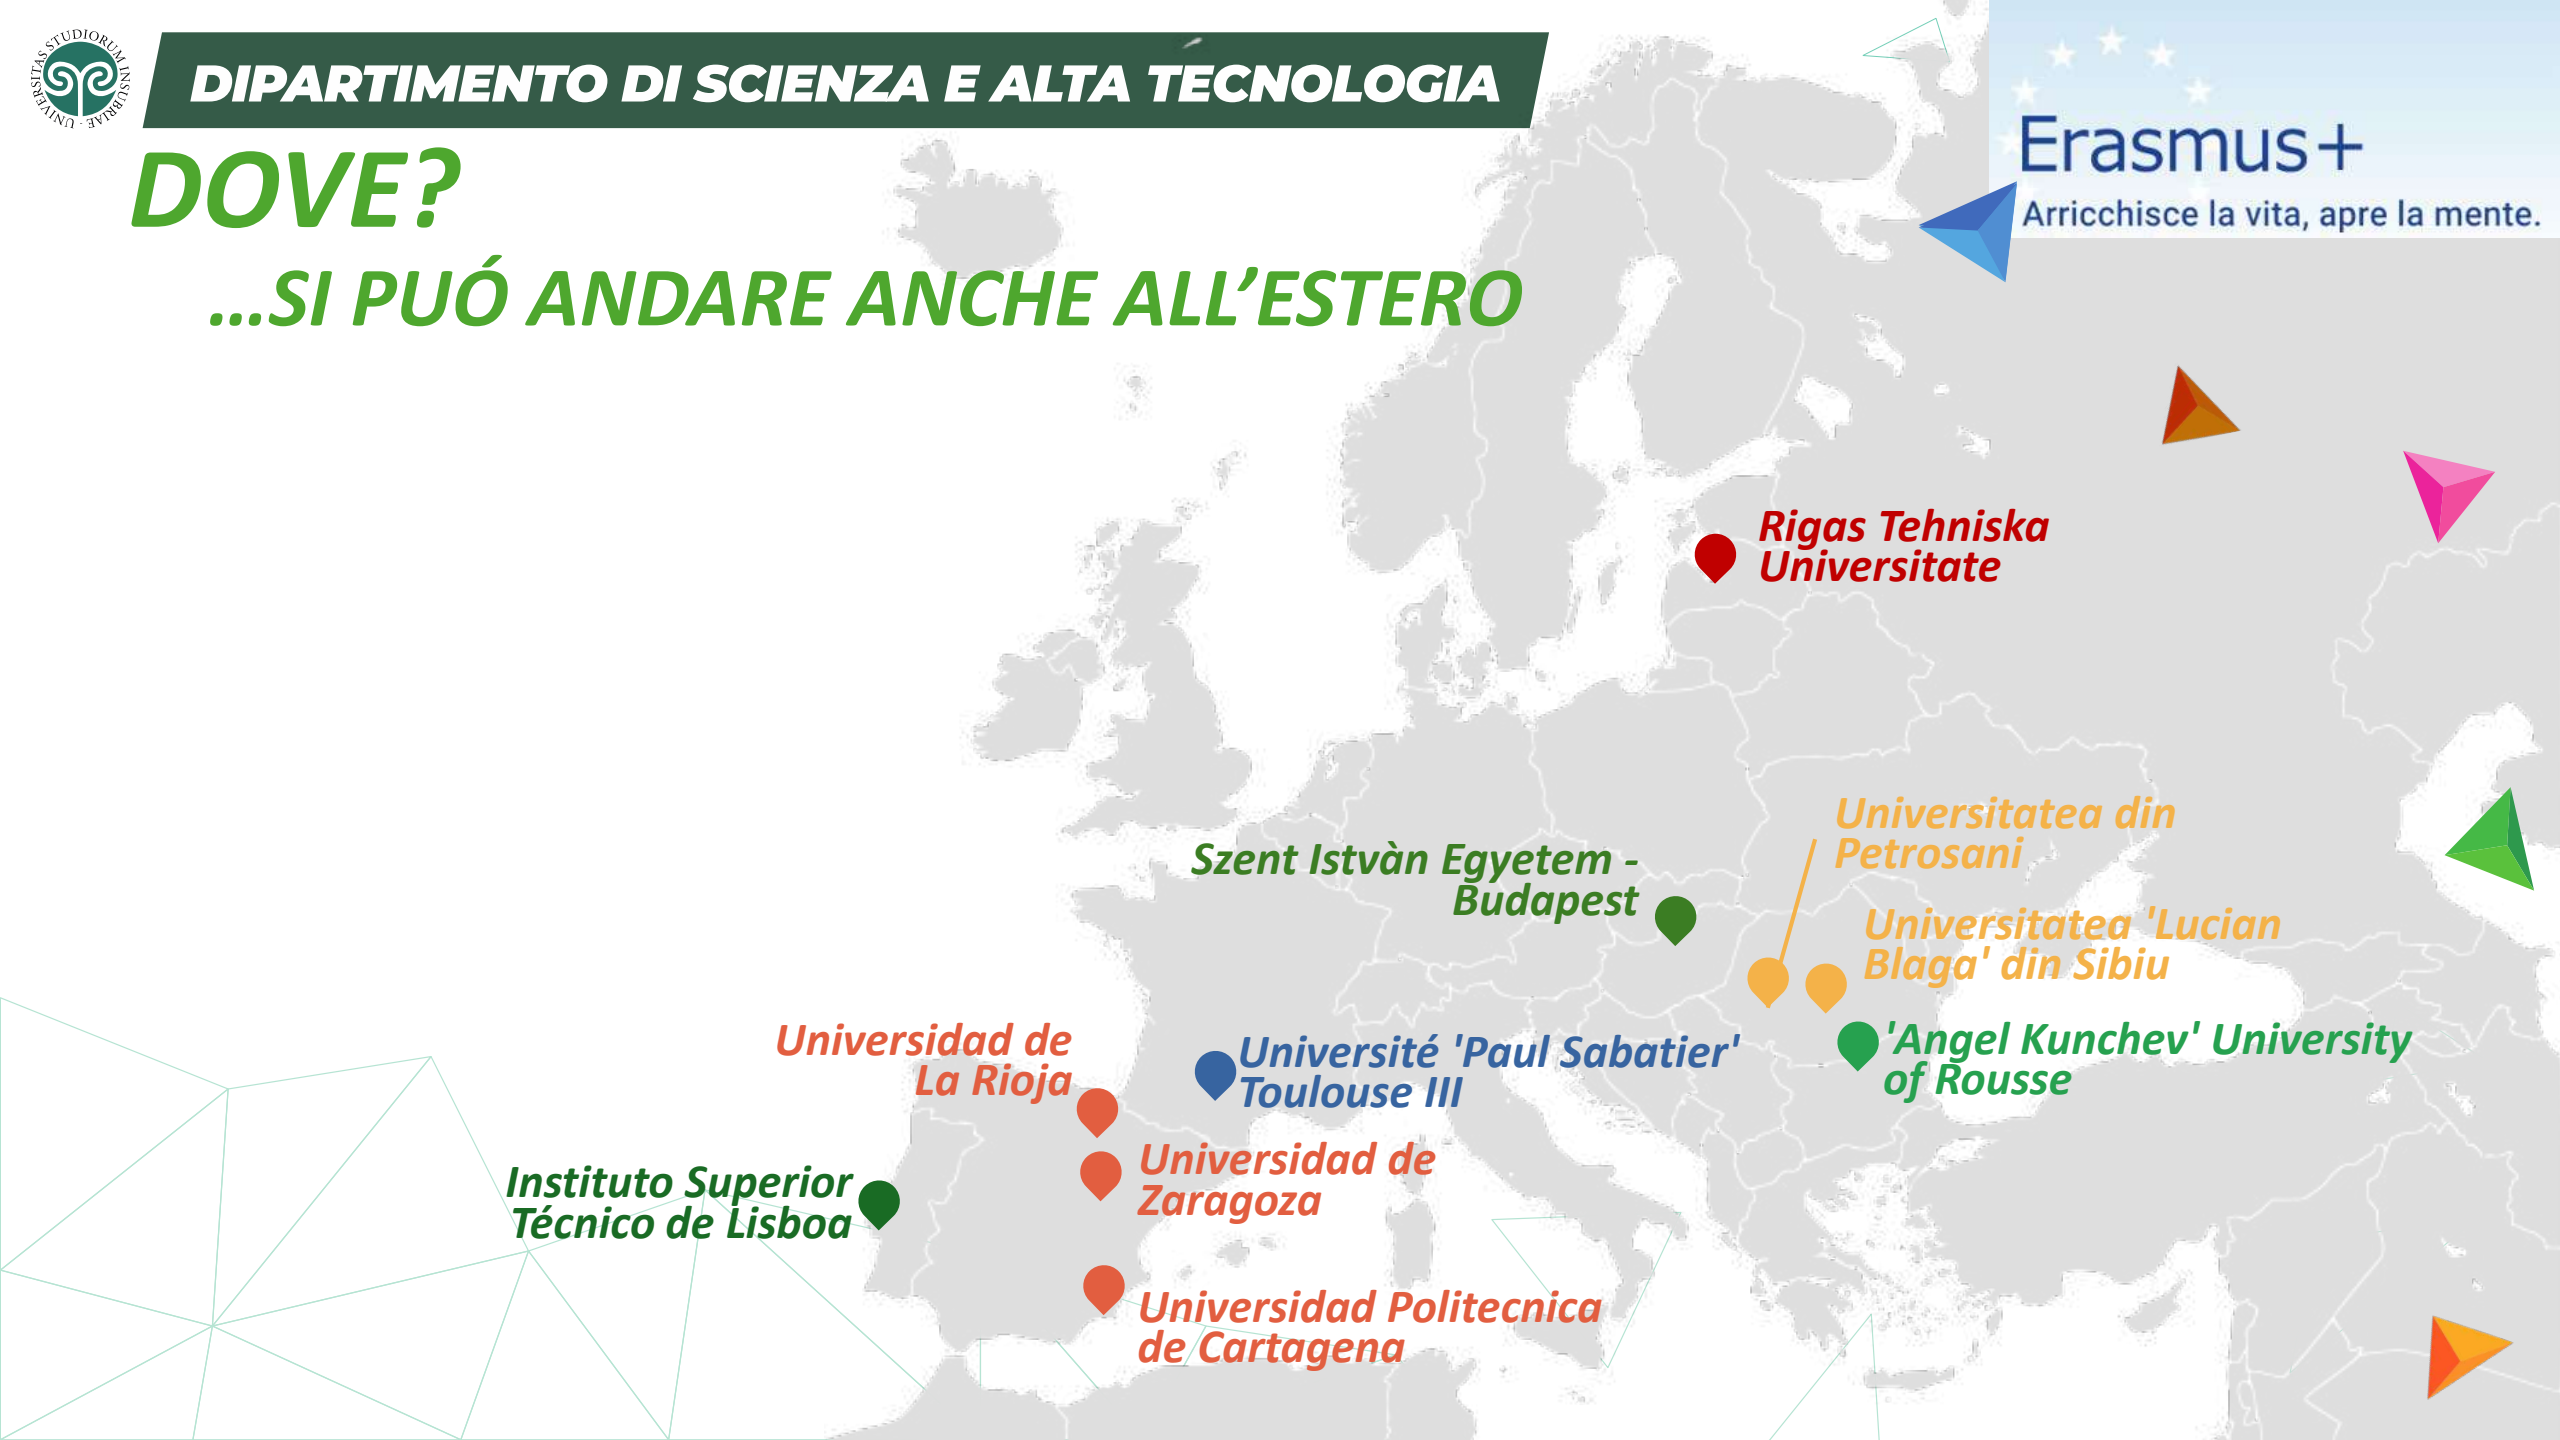 UNIVERSITAS STUDIORUM INSUBRIAE
DIPARTIMENTO DI SCIENZA E ALTA TECNOLOGIA
DOVE?
…SI PUÓ ANDARE ANCHE ALL’ESTERO
Erasmus+
Arricchisce la vita, apre la mente.
Rigas Tehniska
Universitate
Universitatea din
Petrosani
Szent Istvàn Egyetem -
Budapest
Universitatea 'Lucian
Blaga' din Sibiu
Universidad de
La Rioja
Université 'Paul Sabatier'
Toulouse III
'Angel Kunchev' University
of Rousse
Universidad de
Zaragoza
Instituto Superior
Técnico de Lisboa
Universidad Politecnica
de Cartagena